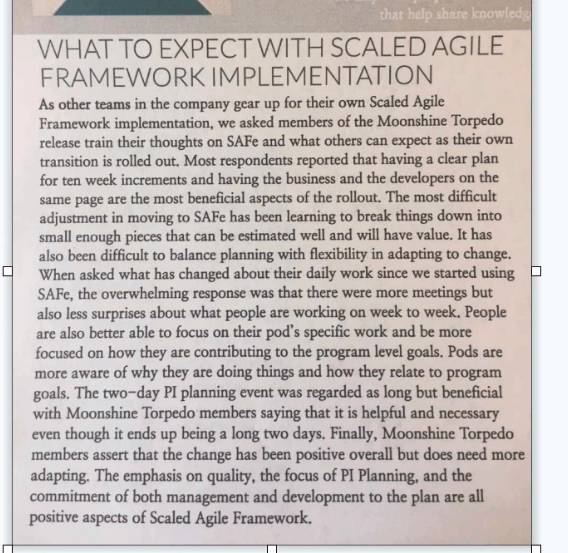 that help share knowledg
WHAT TO EXPECT WITH SCALED AGILE
FRAMEWORK IMPLEMENTATION
As other teams in the company gear up for their own Scaled Agile
Framework implementation, we asked members of the Moonshine Torpedo
release train their thoughts on SAFe and what others can expect as their own
transition is rolled out. Most respondents reported that having a clear plan
for ten week increments and having the business and the developers on the
same page are the most beneficial aspects of the rollout. The most difficult
adjustment in moving to SAFe has been learning to break things down into
small enough pieces that can be estimated well and will have value. It has
also been difficult to balance planning with flexibility in adapting to change.
When asked what has changed about their daily work since we started using
SAFe, the overwhelming response was that there were more meetings but
also less surprises about what people are working on week to week. People
are also better able to focus on their pod's specific work and be more
focused on how they are contributing to the program level goals. Pods are
more aware of why they are doing things and how they relate to program
goals. The two-day PI planning event was regarded as long but beneficial
with Moonshine Torpedo members saying that it is helpful and necessary
even though it ends up being a long two days. Finally, Moonshine Torpedo
members assert that the change has been positive overall but does need more
adapting. The emphasis on quality, the focus of PI Planning, and the
commitment of both management and development to the plan are all
positive aspects of Scaled Agile Framework.